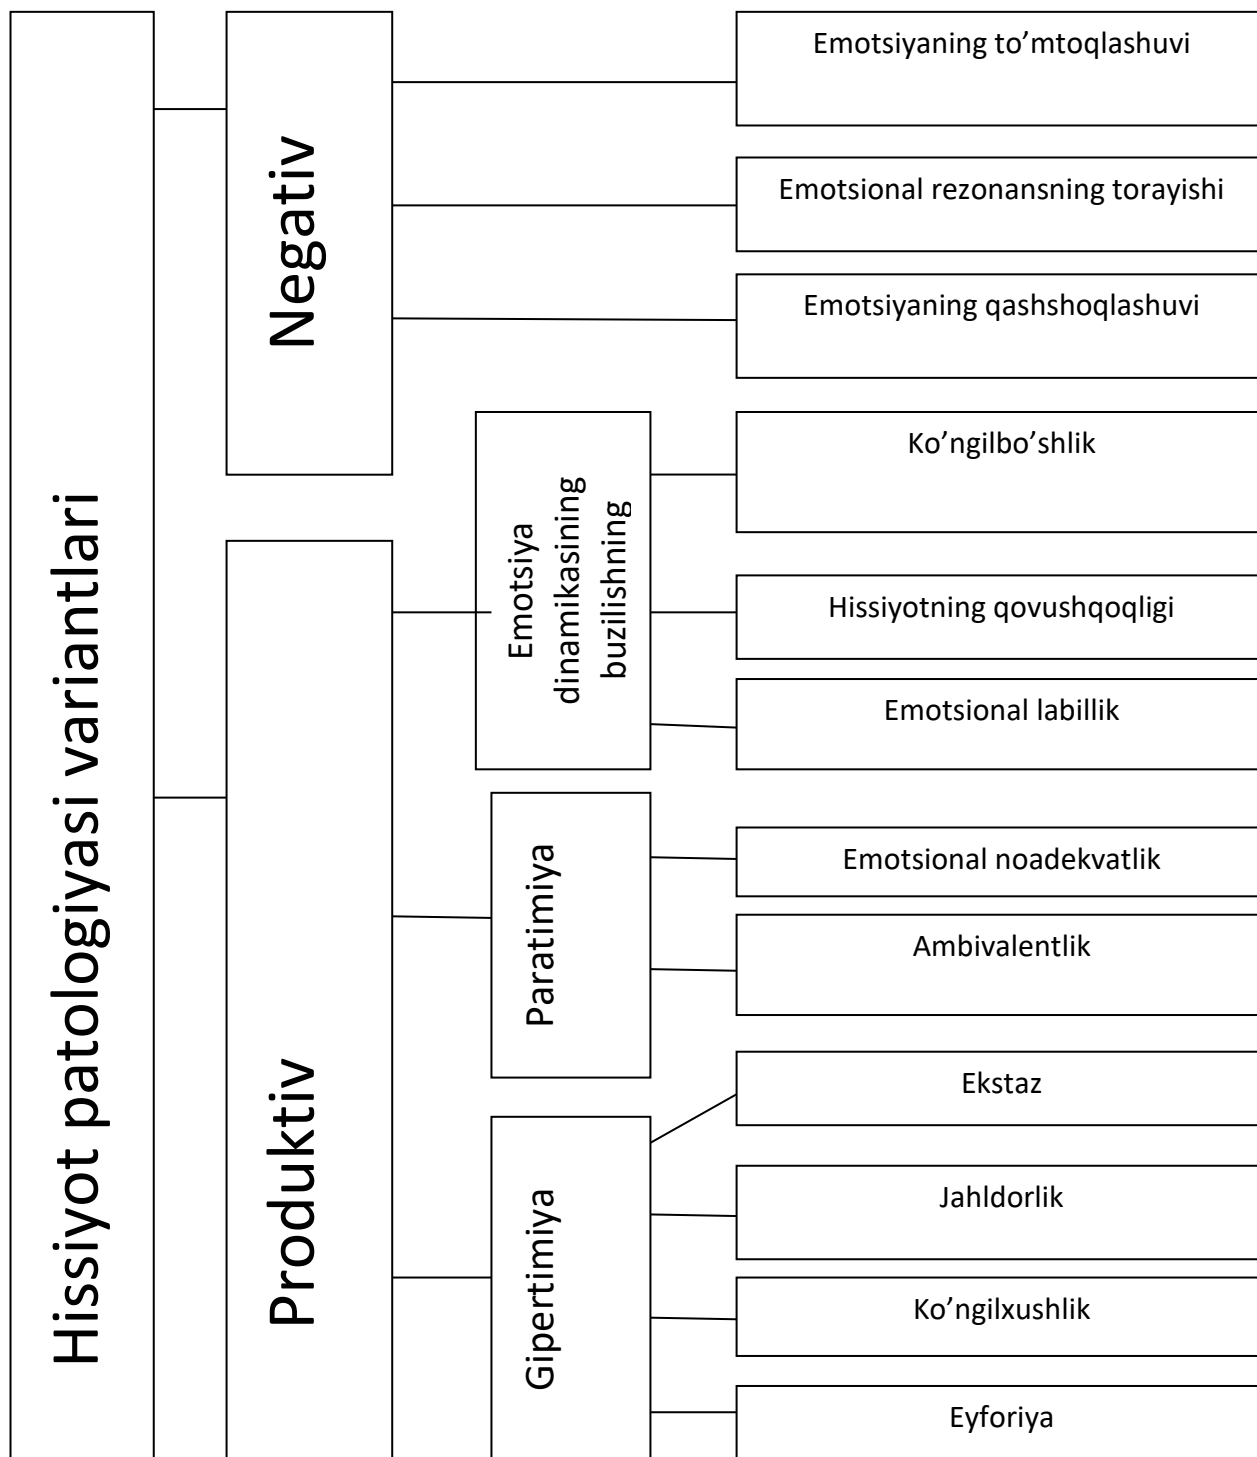 Hissiyot patologiyasi variantlari
Negativ
Emotsiyaning to’mtoqlashuvi
Emotsional rezonansning torayishi
Emotsiyaning qashshoqlashuvi
Produktiv
Emotsiya
dinamikasining
buzilishning
Ko’ngilbo’shlik
Hissiyotning qovushqoqligi
Emotsional labillik
Paratimiya
Emotsional noadekvatlik
Ambivalentlik
Gipertimiya
Ekstaz
Jahldorlik
Ko’ngilxushlik
Eyforiya